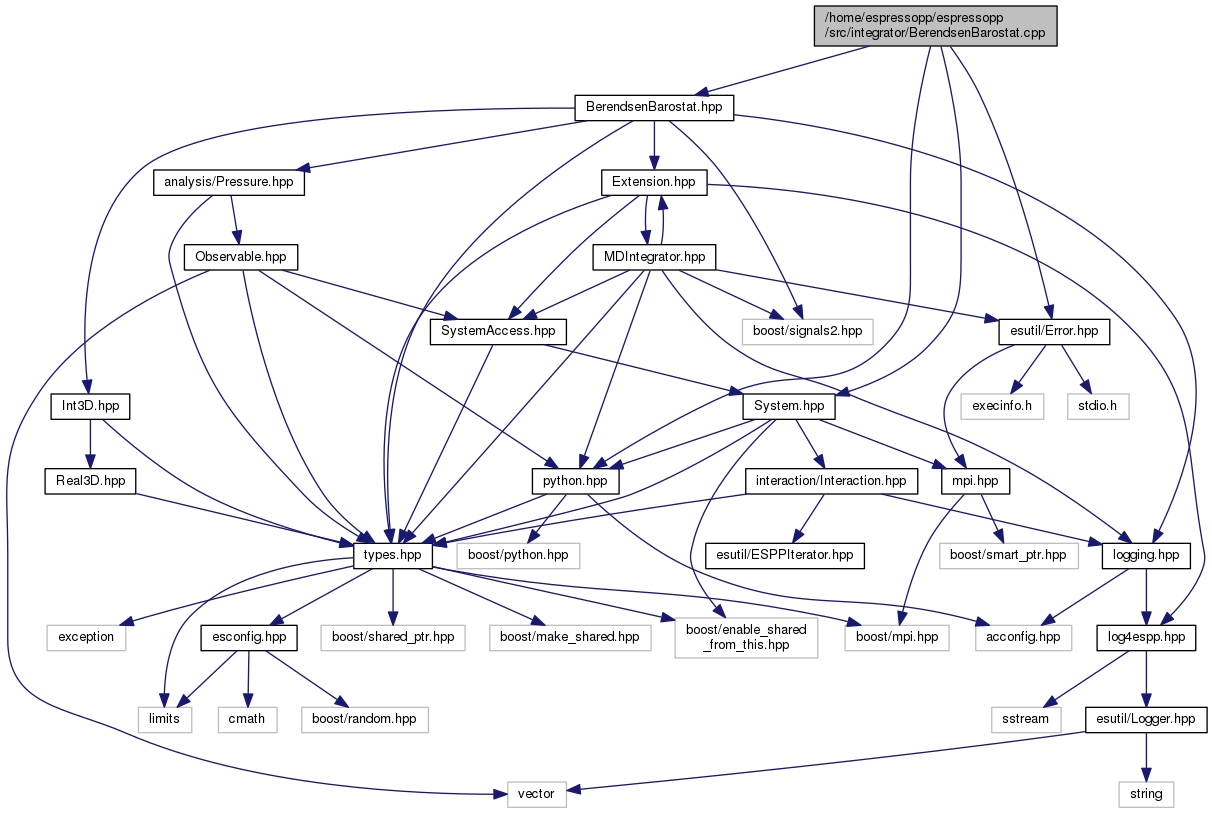 /home/espressopp/espressopp
/src/integrator/BerendsenBarostat.cpp
BerendsenBarostat.hpp
analysis/Pressure.hpp
Extension.hpp
Observable.hpp
MDIntegrator.hpp
SystemAccess.hpp
boost/signals2.hpp
esutil/Error.hpp
Int3D.hpp
System.hpp
execinfo.h
stdio.h
Real3D.hpp
python.hpp
interaction/Interaction.hpp
mpi.hpp
types.hpp
boost/python.hpp
esutil/ESPPIterator.hpp
boost/smart_ptr.hpp
logging.hpp
exception
esconfig.hpp
boost/shared_ptr.hpp
boost/make_shared.hpp
boost/enable_shared
_from_this.hpp
boost/mpi.hpp
acconfig.hpp
log4espp.hpp
limits
cmath
boost/random.hpp
sstream
esutil/Logger.hpp
vector
string